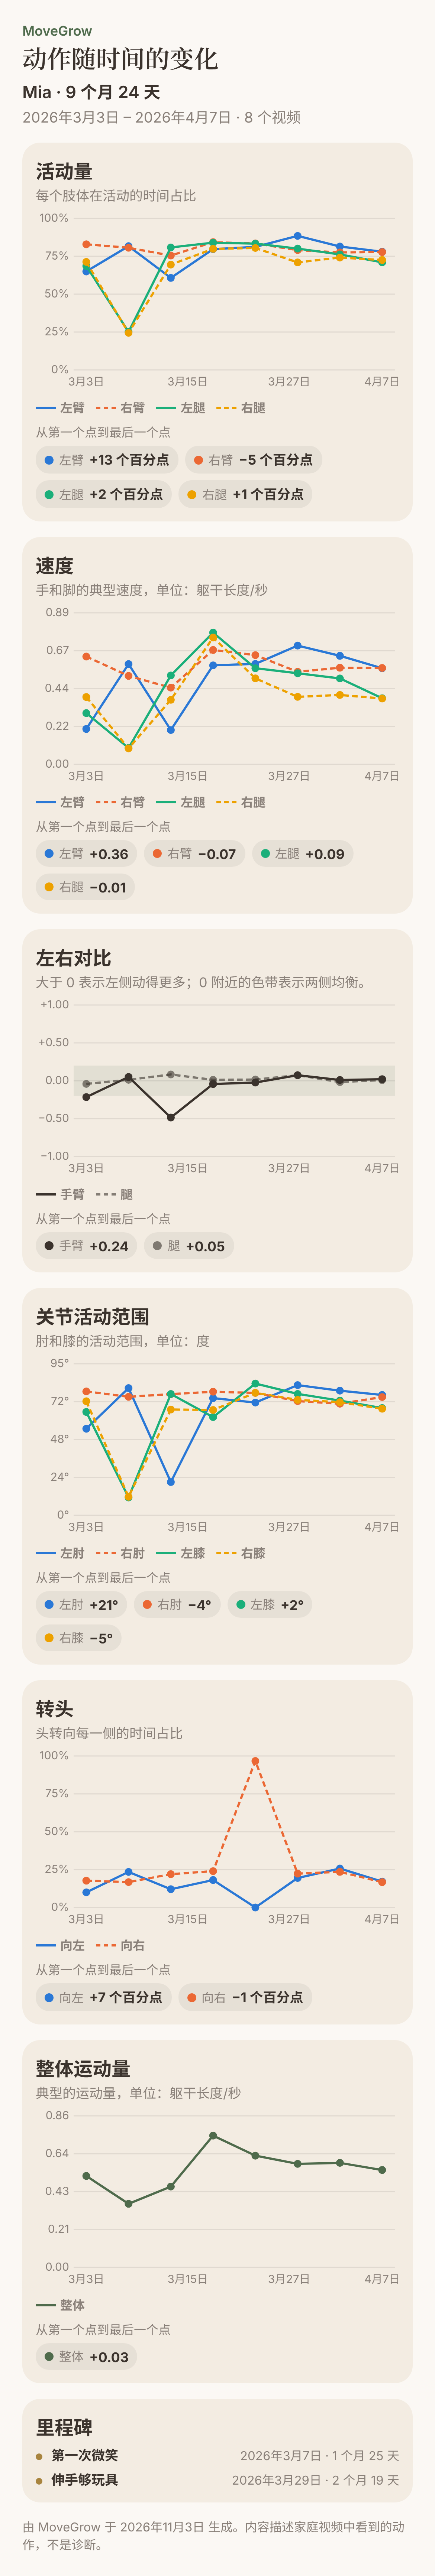 MoveGrow
动作随时间的变化
Mia · 9 个月 24 天
2026年3月3日 – 2026年4月7日 · 8 个视频
活动量
每个肢体在活动的时间占比
100%
75%
50%
25%
0%
3月3日 3月15日 3月27日 4月7日
左臂 右臂 左腿 右腿
从第一个点到最后一个点
左臂 +13 个百分点 右臂 −5 个百分点
左腿 +2 个百分点 右腿 +1 个百分点
速度
手和脚的典型速度，单位：躯干长度/秒
0.89
0.67
0.44
0.22
0.00
3月3日 3月15日 3月27日 4月7日
左臂 右臂 左腿 右腿
从第一个点到最后一个点
左臂 +0.36 右臂 −0.07 左腿 +0.09
右腿 −0.01
左右对比
大于 0 表示左侧动得更多；0 附近的色带表示两侧均衡。
+1.00
+0.50
0.00
−0.50
−1.00
3月3日 3月15日 3月27日 4月7日
手臂 腿
从第一个点到最后一个点
手臂 +0.24 腿 +0.05
关节活动范围
肘和膝的活动范围，单位：度
95°
72°
48°
24°
0°
3月3日 3月15日 3月27日 4月7日
左肘 右肘 左膝 右膝
从第一个点到最后一个点
左肘 +21° 右肘 −4° 左膝 +2°
右膝 −5°
转头
头转向每一侧的时间占比
100%
75%
50%
25%
0%
3月3日 3月15日 3月27日 4月7日
向左 向右
从第一个点到最后一个点
向左 +7 个百分点 向右 −1 个百分点
整体运动量
典型的运动量，单位：躯干长度/秒
0.86
0.64
0.43
0.21
0.00
3月3日 3月15日 3月27日 4月7日
整体
从第一个点到最后一个点
整体 +0.03
里程碑
第一次微笑 2026年3月7日 · 1 个月 25 天
伸手够玩具 2026年3月29日 · 2 个月 19 天
由 MoveGrow 于 2026年11月3日 生成。内容描述家庭视频中看到的动
作，不是诊断。